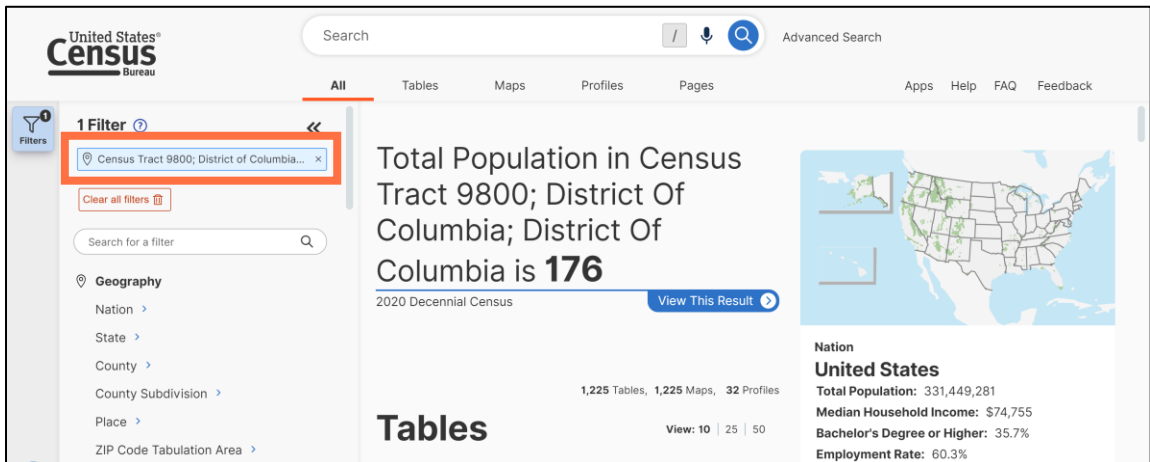 United States®
Census
Bureau
Search
/
Advanced Search
All
Tables
Maps
Profiles
Pages
Apps
Help
FAQ
Feedback
1
Filters
1 Filter ?
Census Tract 9800; District of Columbia... ×
Clear all filters
Search for a filter
Geography
Nation
State
County
County Subdivision
Place
ZIP Code Tabulation Area
Total Population in Census
Tract 9800; District Of
Columbia; District Of
Columbia is 176
2020 Decennial Census
View This Result
1,225 Tables, 1,225 Maps, 32 Profiles
Tables
View: 10 | 25 | 50
Nation
United States
Total Population: 331,449,281
Median Household Income: $74,755
Bachelor's Degree or Higher: 35.7%
Employment Rate: 60.3%